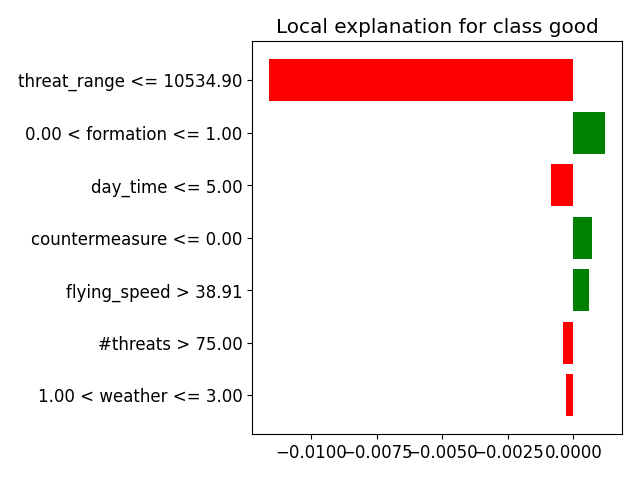 Local explanation for class good
threat_range <= 10534.90
0.00 < formation <= 1.00
day_time <= 5.00
countermeasure <= 0.00
flying_speed > 38.91
#threats > 75.00
1.00 < weather <= 3.00
−0.0100 −0.0075 −0.0050 −0.0025 0.0000